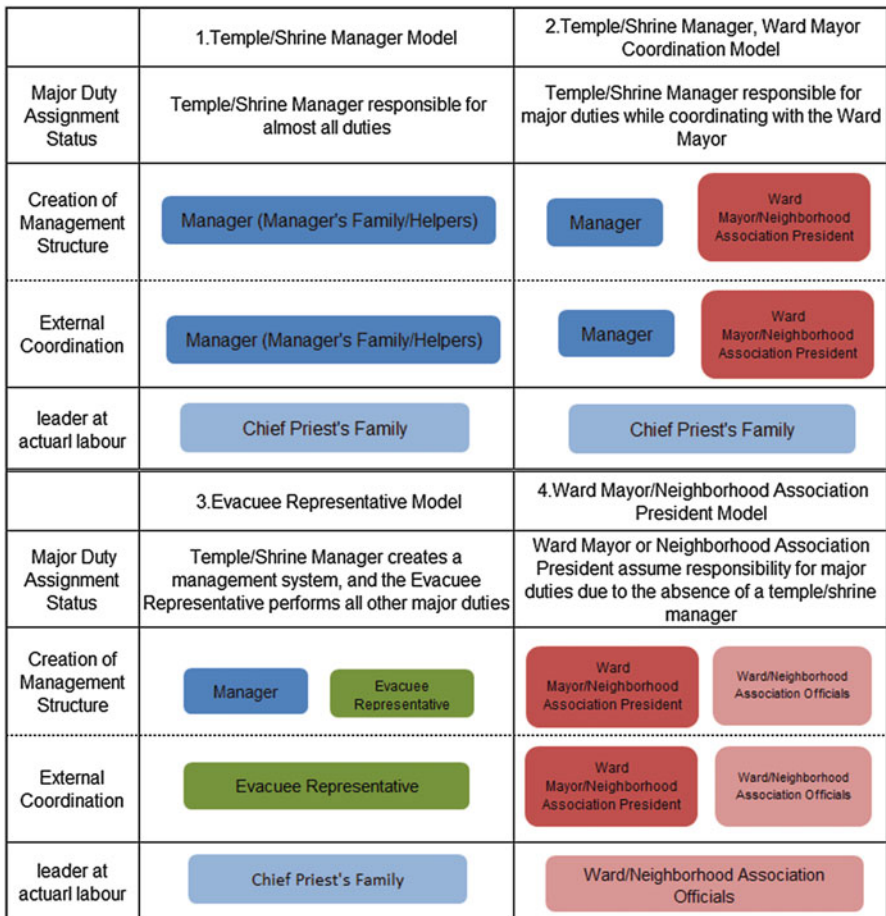 1.Temple/Shrine Manager Model
2.Temple/Shrine Manager, Ward Mayor
Coordination Model
Major Duty
Assignment
Status
Temple/Shrine Manager responsible for
almost all duties
Temple/Shrine Manager responsible for
major duties while coordinating with the Ward
Mayor
Creation of
Management
Structure
Manager (Manager's Family/Helpers)
Manager
Ward
Mayor/Neighborhood
Association President
External
Coordination
Manager (Manager's Family/Helpers)
Manager
Ward
Mayor/Neighborhood
Association President
leader at
actuarl labour
Chief Priest's Family
Chief Priest's Family
3.Evacuee Representative Model
4.Ward Mayor/Neighborhood Association
President Model
Major Duty
Assignment
Status
Temple/Shrine Manager creates a
management system, and the Evacuee
Representative performs all other major duties
Ward Mayor or Neighborhood Association
President assume responsibility for major
duties due to the absence of a temple/shrine
manager
Creation of
Management
Structure
Manager
Evacuee
Representative
Ward
Mayor/Neighborhood
Association President
Ward/Neighborhood
Association Officials
External
Coordination
Evacuee Representative
Ward
Mayor/Neighborhood
Association President
Ward/Neighborhood
Association Officials
leader at
actuarl labour
Chief Priest's Family
Ward/Neighborhood Association
Officials